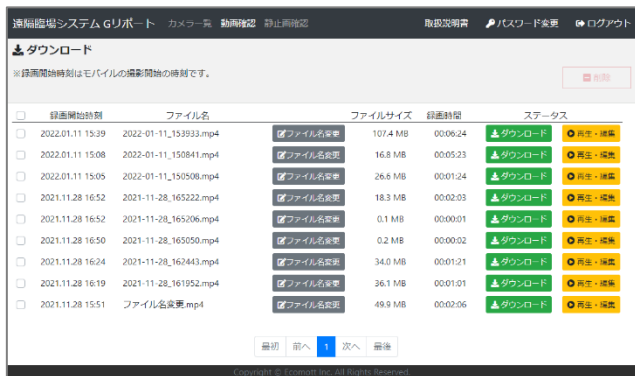 遠隔臨場システム Gリポート カメラ一覧 動画確認 静止画確認 取扱説明書 パスワード変更 ログアウト
ダウンロード
※録画開始時刻はモバイルの撮影開始の時刻です。
削除
録画開始時刻 ファイル名 ファイルサイズ 録画時間 ステータス
2022.01.11 15:39 2022-01-11_153933.mp4 ファイル名変更 107.4 MB 00:06:24 ダウンロード 再生・編集
2022.01.11 15:08 2022-01-11_150841.mp4 ファイル名変更 16.8 MB 00:05:23 ダウンロード 再生・編集
2022.01.11 15:05 2022-01-11_150508.mp4 ファイル名変更 26.6 MB 00:01:24 ダウンロード 再生・編集
2021.11.28 16:52 2021-11-28_165222.mp4 ファイル名変更 18.3 MB 00:02:03 ダウンロード 再生・編集
2021.11.28 16:52 2021-11-28_165206.mp4 ファイル名変更 0.1 MB 00:00:01 ダウンロード 再生・編集
2021.11.28 16:50 2021-11-28_165050.mp4 ファイル名変更 0.2 MB 00:00:02 ダウンロード 再生・編集
2021.11.28 16:24 2021-11-28_162443.mp4 ファイル名変更 34.0 MB 00:01:21 ダウンロード 再生・編集
2021.11.28 16:19 2021-11-28_161952.mp4 ファイル名変更 36.1 MB 00:01:01 ダウンロード 再生・編集
2021.11.28 15:51 ファイル名変更.mp4 ファイル名変更 49.9 MB 00:02:06 ダウンロード 再生・編集
最初 前へ 1 次へ 最後
Copyright © Ecomott Inc. All Rights Reserved.